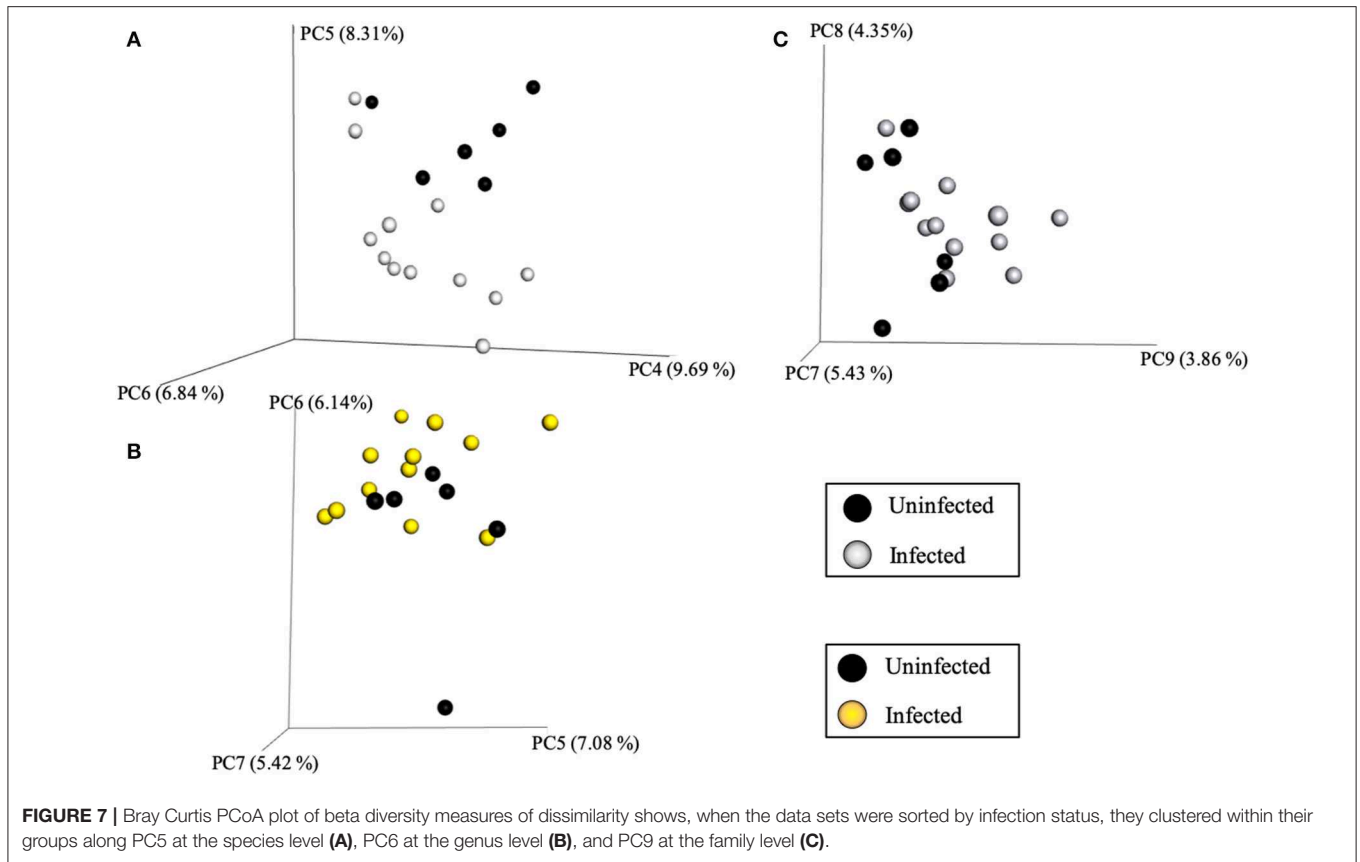 A
PC5 (8.31%)
PC4 (9.69 %)
PC6 (6.84 %)
C
PC8 (4.35%)
PC9 (3.86 %)
PC7 (5.43 %)
B
PC6 (6.14%)
PC5 (7.08 %)
PC7 (5.42 %)
Uninfected
Infected
Uninfected
Infected
FIGURE 7 | Bray Curtis PCoA plot of beta diversity measures of dissimilarity shows, when the data sets were sorted by infection status, they clustered within their
groups along PC5 at the species level (A), PC6 at the genus level (B), and PC9 at the family level (C).